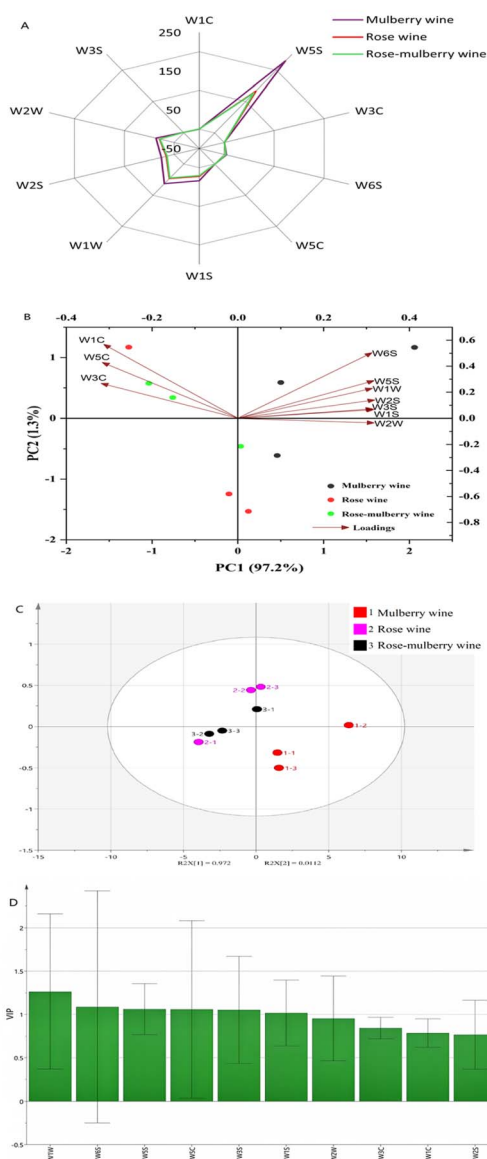 A
W1C
250
150
50
-50
W3S
W5S
W2W
W3C
W2S
W6S
W1W
W5C
W1S
Mulberry wine
Rose wine
Rose-mulberry wine
B
-0.4 -0.2 0.0 0.2 0.4
W1C
W5C
W3C
W6S
W5S
W1W
W2S
W3S
W1S
W2W
1
0
-1
-2
0.6
0.4
0.2
0.0
-0.2
-0.4
-0.6
-0.8
PC2 (1.3%)
Mulberry wine
Rose wine
Rose-mulberry wine
Loadings
-2 -1 0 1 2
PC1 (97.2%)
C
1 Mulberry wine
2 Rose wine
3 Rose-mulberry wine
1
0.5
0
-0.5
-1
-1.5
2-2 2-3
3-1
3-2 3-3
2-1
1-2
1-1
1-3
-15 -10 -5 0 5 10
R2X[1] = 0.972 R2X[2] = 0.0112
D
VIP
2
1.5
1
0.5
0
-0.5
W1W W6S W5S W5C W3S W1S W2W W3C W1C W2S